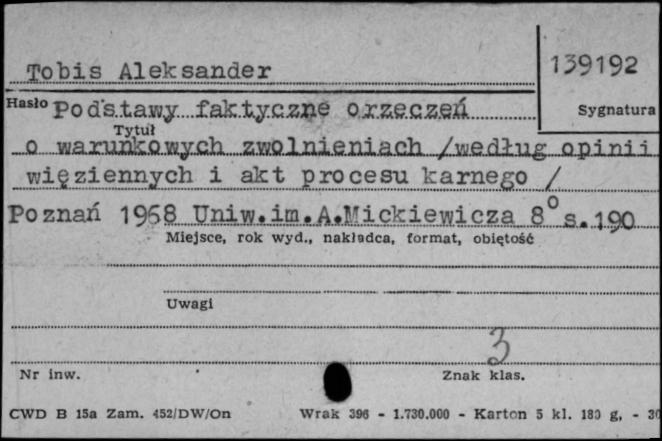 Tobis Aleksander
139192
Hasło Podstawy faktyczne orzeczeń
Sygnatura
Tytuł
o warunkowych zwolnieniach /według opinii
więziennych i akt procesu karnego /
Poznań 1968 Uniw.im.A.Mickiewicza 8° s.190
Miejsce, rok wyd., nakładca, format, objętość
Uwagi
3
Nr inw.
Znak klas.
CWD B 15a Zam. 452/DW/On Wrak 396 - 1.730.000 - Karton 5 kl. 180 g, - 30